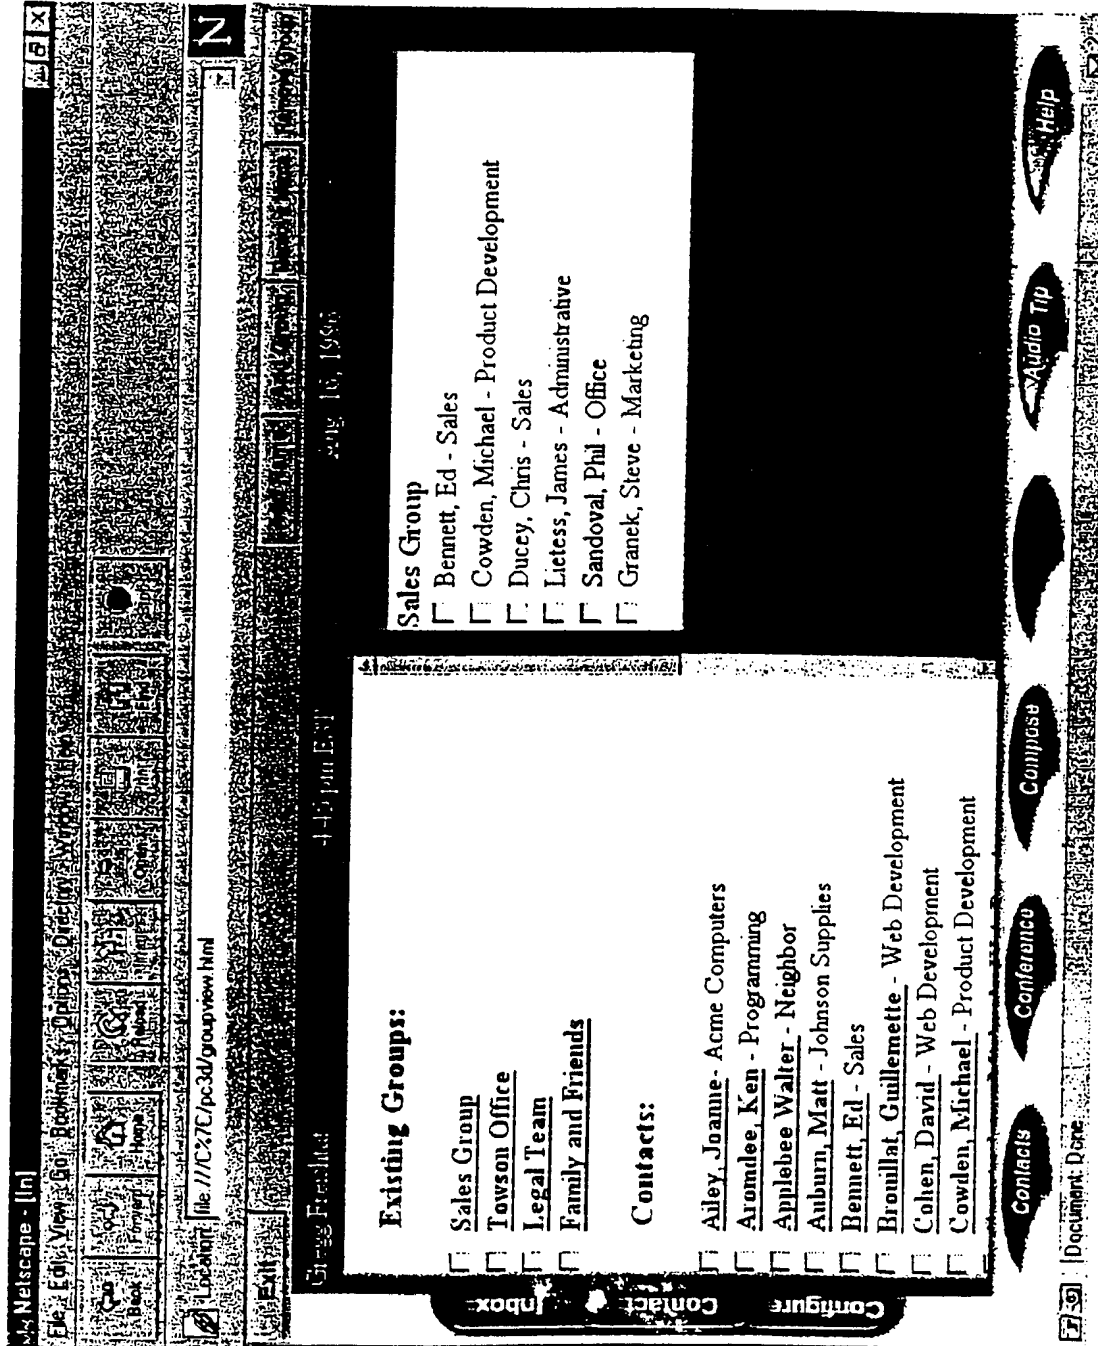 Netscape - [In]
File Edit View Go Bookmarks Options Directory Window Help
Back Forward Home Reload Open Print Find
Location: file:///C%7C/pc3d/groupview.html
Exit
4:45 pm EST Aug. 16, 1996
Inbox
Contact
Configure
Existing Groups:
Sales Group
Towson Office
Legal Team
Family and Friends
Contacts:
Ailey, Joanne- Acme Computers
Aromdee, Ken - Programming
Applebee Walter - Neighbor
Auburn, Matt - Johnson Supplies
Bennett, Ed - Sales
Brouillat, Guillemette - Web Development
Cohen, David - Web Development
Cowden, Michael - Product Development
Sales Group
Bennett, Ed - Sales
Cowden, Michael - Product Development
Ducey, Chris - Sales
Lietess, James - Administrative
Sandoval, Phil - Office
Granek, Steve - Marketing
Contacts Conference Compose Audio Tip Help
Document: Done